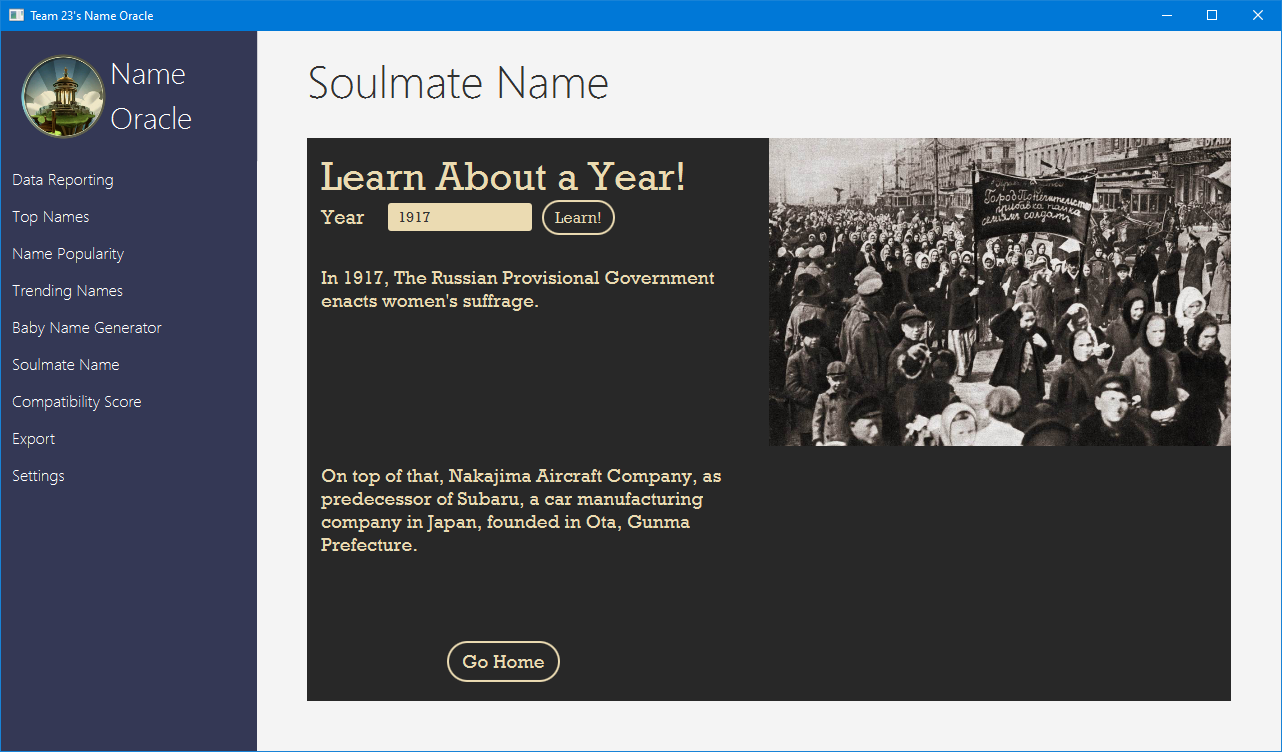 Team 23's Name Oracle
Name
Oracle
Data Reporting
Top Names
Name Popularity
Trending Names
Baby Name Generator
Soulmate Name
Compatibility Score
Export
Settings
Soulmate Name
Learn About a Year!
Year 1917 Learn!
In 1917, The Russian Provisional Government
enacts women's suffrage.
On top of that, Nakajima Aircraft Company, as
predecessor of Subaru, a car manufacturing
company in Japan, founded in Ota, Gunma
Prefecture.
Go Home
солдатъ